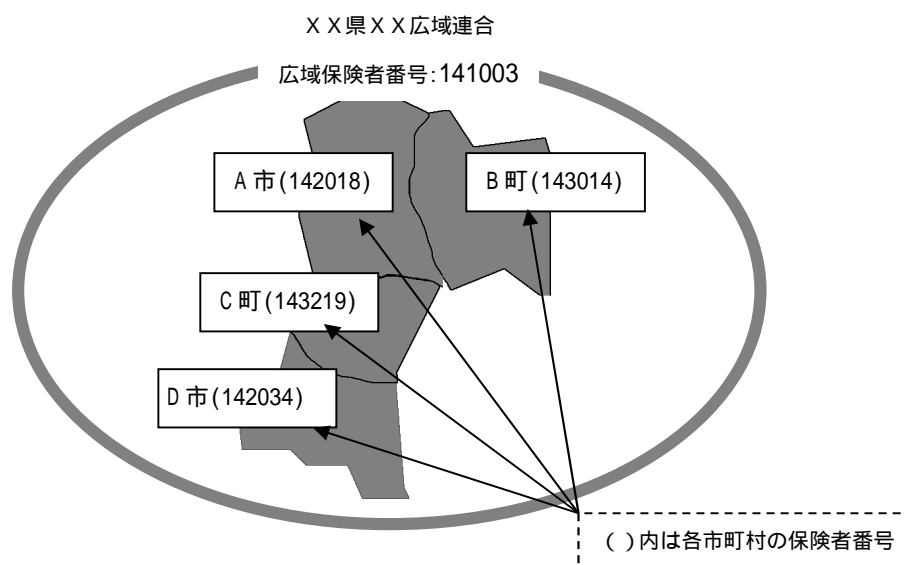 ＸＸ県ＸＸ広域連合
広域保険者番号:141003
Ａ市(142018)
Ｂ町(143014)
Ｃ町(143219)
Ｄ市(142034)
( )内は各市町村の保険者番号